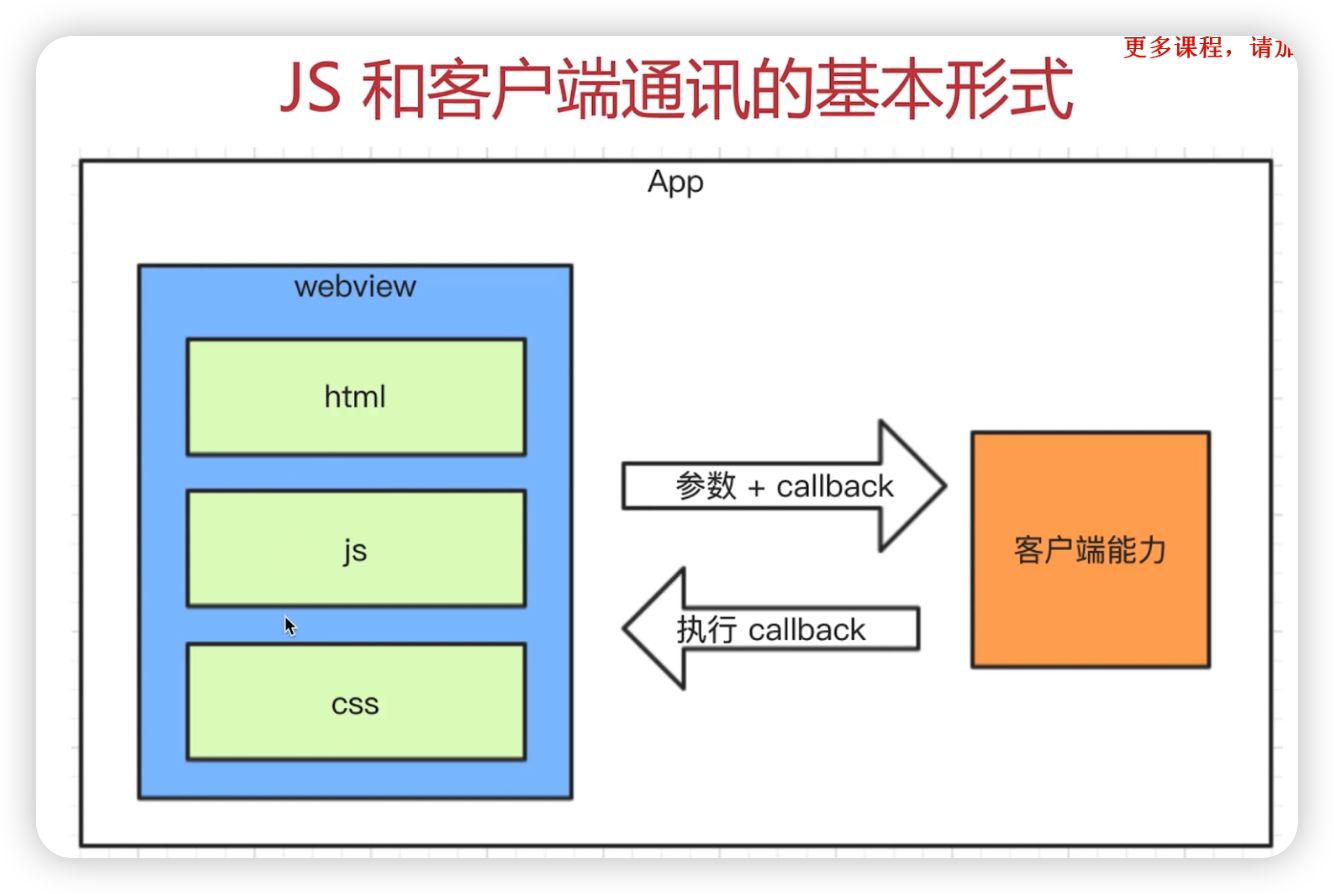 更多课程，请加
JS 和客户端通讯的基本形式
App
webview
html
参数 + callback
js
客户端能力
执行 callback
css